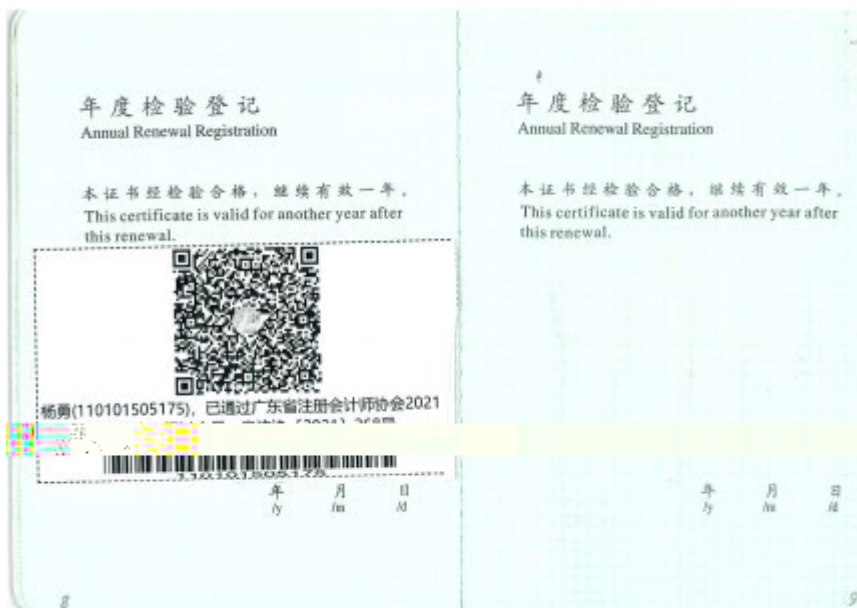 年度检验登记
Annual Renewal Registration
本证书经检验合格，继续有效一年。
This certificate is valid for another year after
this renewal.
杨勇(110101505175)，已通过广东省注册会计师协会2021
110101505175
年 月 日
/y /m /d
8
年度检验登记
Annual Renewal Registration
本证书经检验合格，继续有效一年。
This certificate is valid for another year after
this renewal.
年 月 日
/y /m /d
9